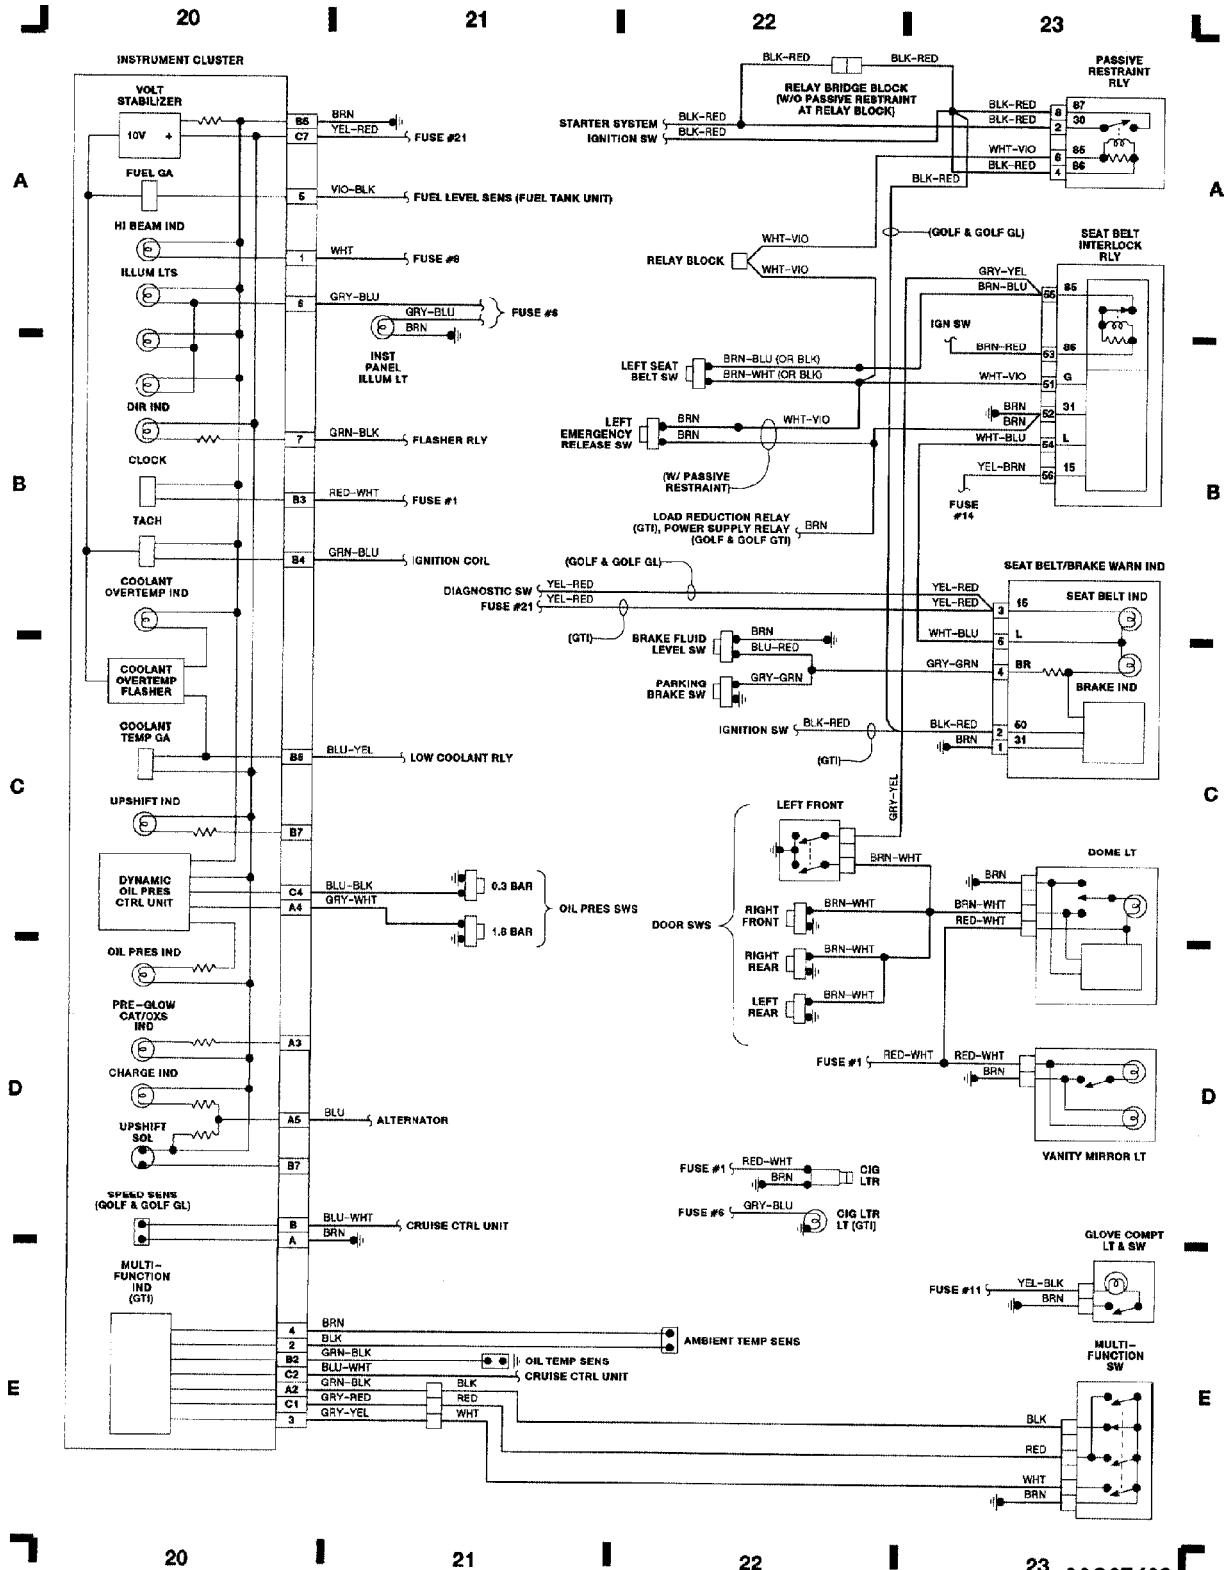 20 21 22 23
INSTRUMENT CLUSTER
VOLT
STABILIZER
10V +
B6 BRN
C7 YEL-RED FUSE #21
FUEL GA
5 VIO-BLK FUEL LEVEL SENS (FUEL TANK UNIT)
A
HI BEAM IND
1 WHT FUSE #8
ILLUM LTS
6 GRY-BLU
GRY-BLU
BRN
FUSE #6
INST
PANEL
ILLUM LT
DIR IND
7 GRN-BLK FLASHER RLY
CLOCK
B
B3 RED-WHT FUSE #1
TACH
B4 GRN-BLU IGNITION COIL
COOLANT
OVERTEMP IND
COOLANT
OVERTEMP
FLASHER
COOLANT
TEMP GA
BLU-YEL LOW COOLANT RLY
C
UPSHIFT IND
B7
DYNAMIC
OIL PRES
CTRL UNIT
C4 BLU-BLK
A4 GRY-WHT
0.3 BAR
1.8 BAR
OIL PRES SWS
OIL PRES IND
PRE-GLOW
CAT/OXS
IND
A3
CHARGE IND
D
A5 BLU ALTERNATOR
UPSHIFT
SOL
B7
SPEED SENS
(GOLF & GOLF GL)
B BLU-WHT CRUISE CTRL UNIT
A BRN
MULTI-
FUNCTION
IND
(GTI)
4 BRN
2 BLK
AMBIENT TEMP SENS
B2 GRN-BLK OIL TEMP SENS
C2 BLU-WHT CRUISE CTRL UNIT
A2 GRN-BLK BLK
C1 GRY-RED RED
3 GRY-YEL WHT
E
BLK-RED BLK-RED
RELAY BRIDGE BLOCK
(W/O PASSIVE RESTRAINT
AT RELAY BLOCK)
STARTER SYSTEM BLK-RED
IGNITION SW BLK-RED
PASSIVE
RESTRAINT
RLY
BLK-RED 8 87
BLK-RED 2 30
WHT-VIO 6 85
BLK-RED 4 86
BLK-RED
A
(GOLF & GOLF GL)
RELAY BLOCK
WHT-VIO
WHT-VIO
SEAT BELT
INTERLOCK
RLY
GRY-YEL
BRN-BLU 55 85
IGN SW
BRN-RED 53 86
LEFT SEAT
BELT SW
BRN-BLU (OR BLK)
BRN-WHT (OR BLK)
WHT-VIO 51 G
LEFT
EMERGENCY
RELEASE SW
BRN
BRN
WHT-VIO
BRN 52 31
BRN
WHT-BLU 54 L
YEL-BRN 56 15
FUSE
#14
(W/ PASSIVE
RESTRAINT)
B
LOAD REDUCTION RELAY
(GTI), POWER SUPPLY RELAY
(GOLF & GOLF GTI)
BRN
(GOLF & GOLF GL)
DIAGNOSTIC SW YEL-RED
FUSE #21 YEL-RED
(GTI)
SEAT BELT/BRAKE WARN IND
SEAT BELT IND
YEL-RED
YEL-RED 3 15
WHT-BLU L
GRY-GRN 4 BR
BRAKE IND
BRAKE FLUID
LEVEL SW
BRN
BLU-RED
PARKING
BRAKE SW
GRY-GRN
IGNITION SW BLK-RED
(GTI)
BLK-RED 2 50
BRN 1 31
C
LEFT FRONT
GRY-YEL
BRN-WHT
DOOR SWS
RIGHT
FRONT
BRN-WHT
RIGHT
REAR
BRN-WHT
LEFT
REAR
BRN-WHT
DOME LT
BRN
BRN-WHT
RED-WHT
FUSE #1 RED-WHT RED-WHT
BRN
VANITY MIRROR LT
D
FUSE #1 RED-WHT
BRN
CIG
LTR
FUSE #6 GRY-BLU
CIG LTR
LT (GTI)
GLOVE COMPT
LT & SW
FUSE #11 YEL-BLK
BRN
MULTI-
FUNCTION
SW
BLK
RED
WHT
BRN
E
20 21 22 23